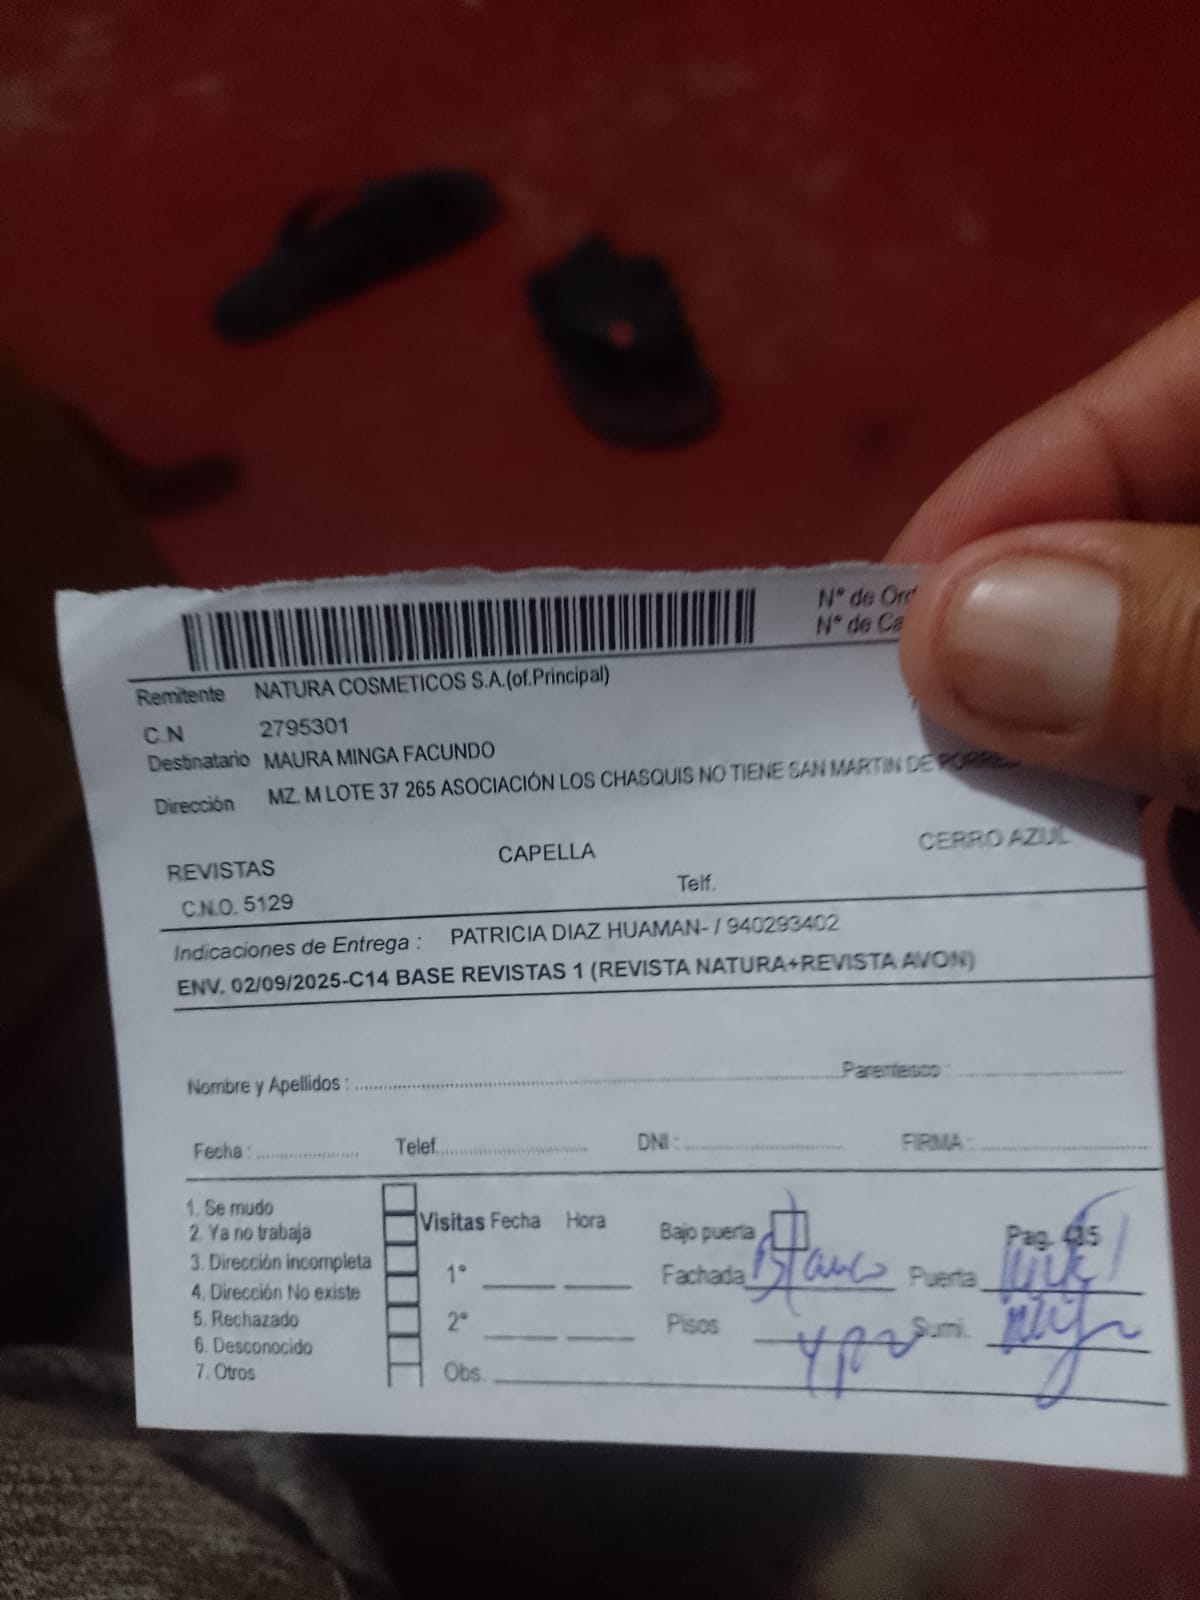 N° de Ord
N° de Ca
Remitente NATURA COSMETICOS S.A.(of.Principal)
C.N 2795301
Destinatario MAURA MINGA FACUNDO
Dirección MZ. M LOTE 37 265 ASOCIACIÓN LOS CHASQUIS NO TIENE SAN MARTIN DE PORRES
REVISTAS CAPELLA CERRO AZUL
C.N.O. 5129 Telf.
Indicaciones de Entrega : PATRICIA DIAZ HUAMAN- / 940293402
ENV. 02/09/2025-C14 BASE REVISTAS 1 (REVISTA NATURA+REVISTA AVON)
Nombre y Apellidos : Parentesco :
Fecha : Telef. DNI : FIRMA :
1. Se mudo
2. Ya no trabaja
3. Dirección incompleta
4. Dirección No existe
5. Rechazado
6. Desconocido
7. Otros
Visitas Fecha Hora
1°
2°
Obs.
Bajo puerta Pag.
Fachada Blanco Puerta
Pisos Sumi.